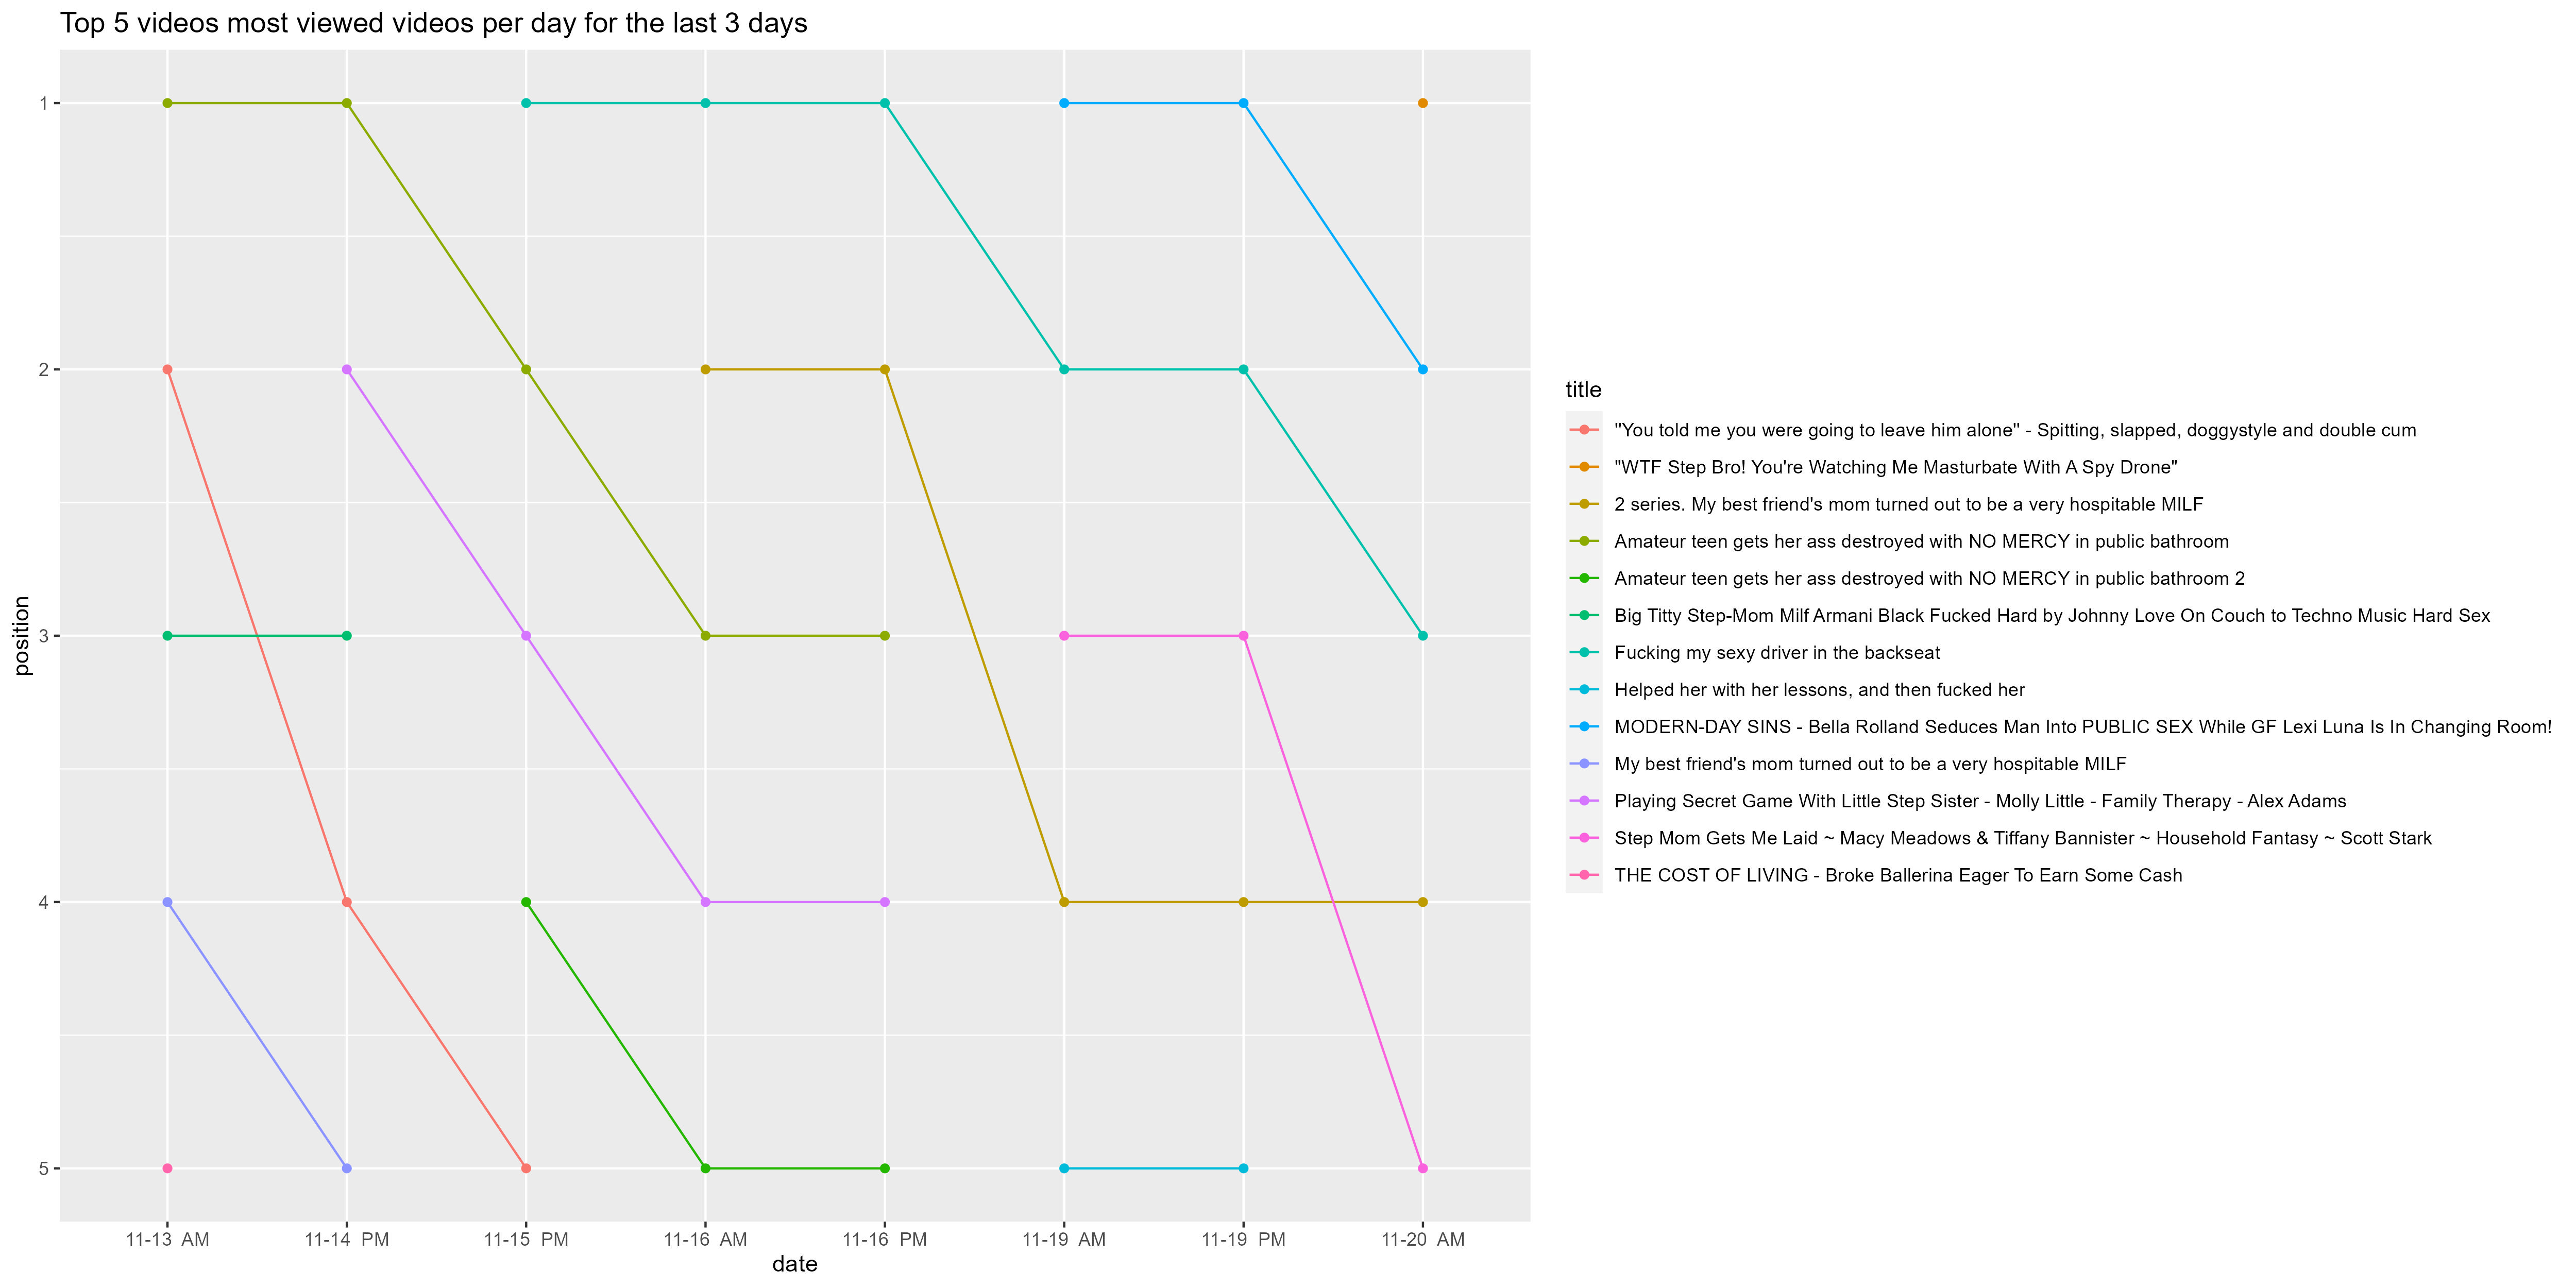 Top 5 videos most viewed videos per day for the last 3 days
position
1
2
3
4
5
11-13 AM
11-14 PM
11-15 PM
11-16 AM
11-16 PM
11-19 AM
11-19 PM
11-20 AM
date
title
"You told me you were going to leave him alone" - Spitting, slapped, doggystyle and double cum
"WTF Step Bro! You're Watching Me Masturbate With A Spy Drone"
2 series. My best friend's mom turned out to be a very hospitable MILF
Amateur teen gets her ass destroyed with NO MERCY in public bathroom
Amateur teen gets her ass destroyed with NO MERCY in public bathroom 2
Big Titty Step-Mom Milf Armani Black Fucked Hard by Johnny Love On Couch to Techno Music Hard Sex
Fucking my sexy driver in the backseat
Helped her with her lessons, and then fucked her
MODERN-DAY SINS - Bella Rolland Seduces Man Into PUBLIC SEX While GF Lexi Luna Is In Changing Room!
My best friend's mom turned out to be a very hospitable MILF
Playing Secret Game With Little Step Sister - Molly Little - Family Therapy - Alex Adams
Step Mom Gets Me Laid ~ Macy Meadows & Tiffany Bannister ~ Household Fantasy ~ Scott Stark
THE COST OF LIVING - Broke Ballerina Eager To Earn Some Cash